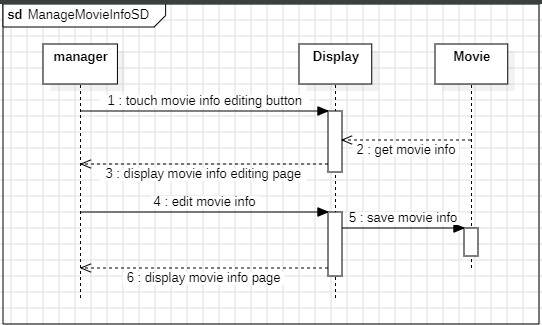 sd ManageMovieInfoSD
manager
Display
Movie
1 : touch movie info editing button
2 : get movie info
3 : display movie info editing page
4 : edit movie info
5 : save movie info
6 : display movie info page